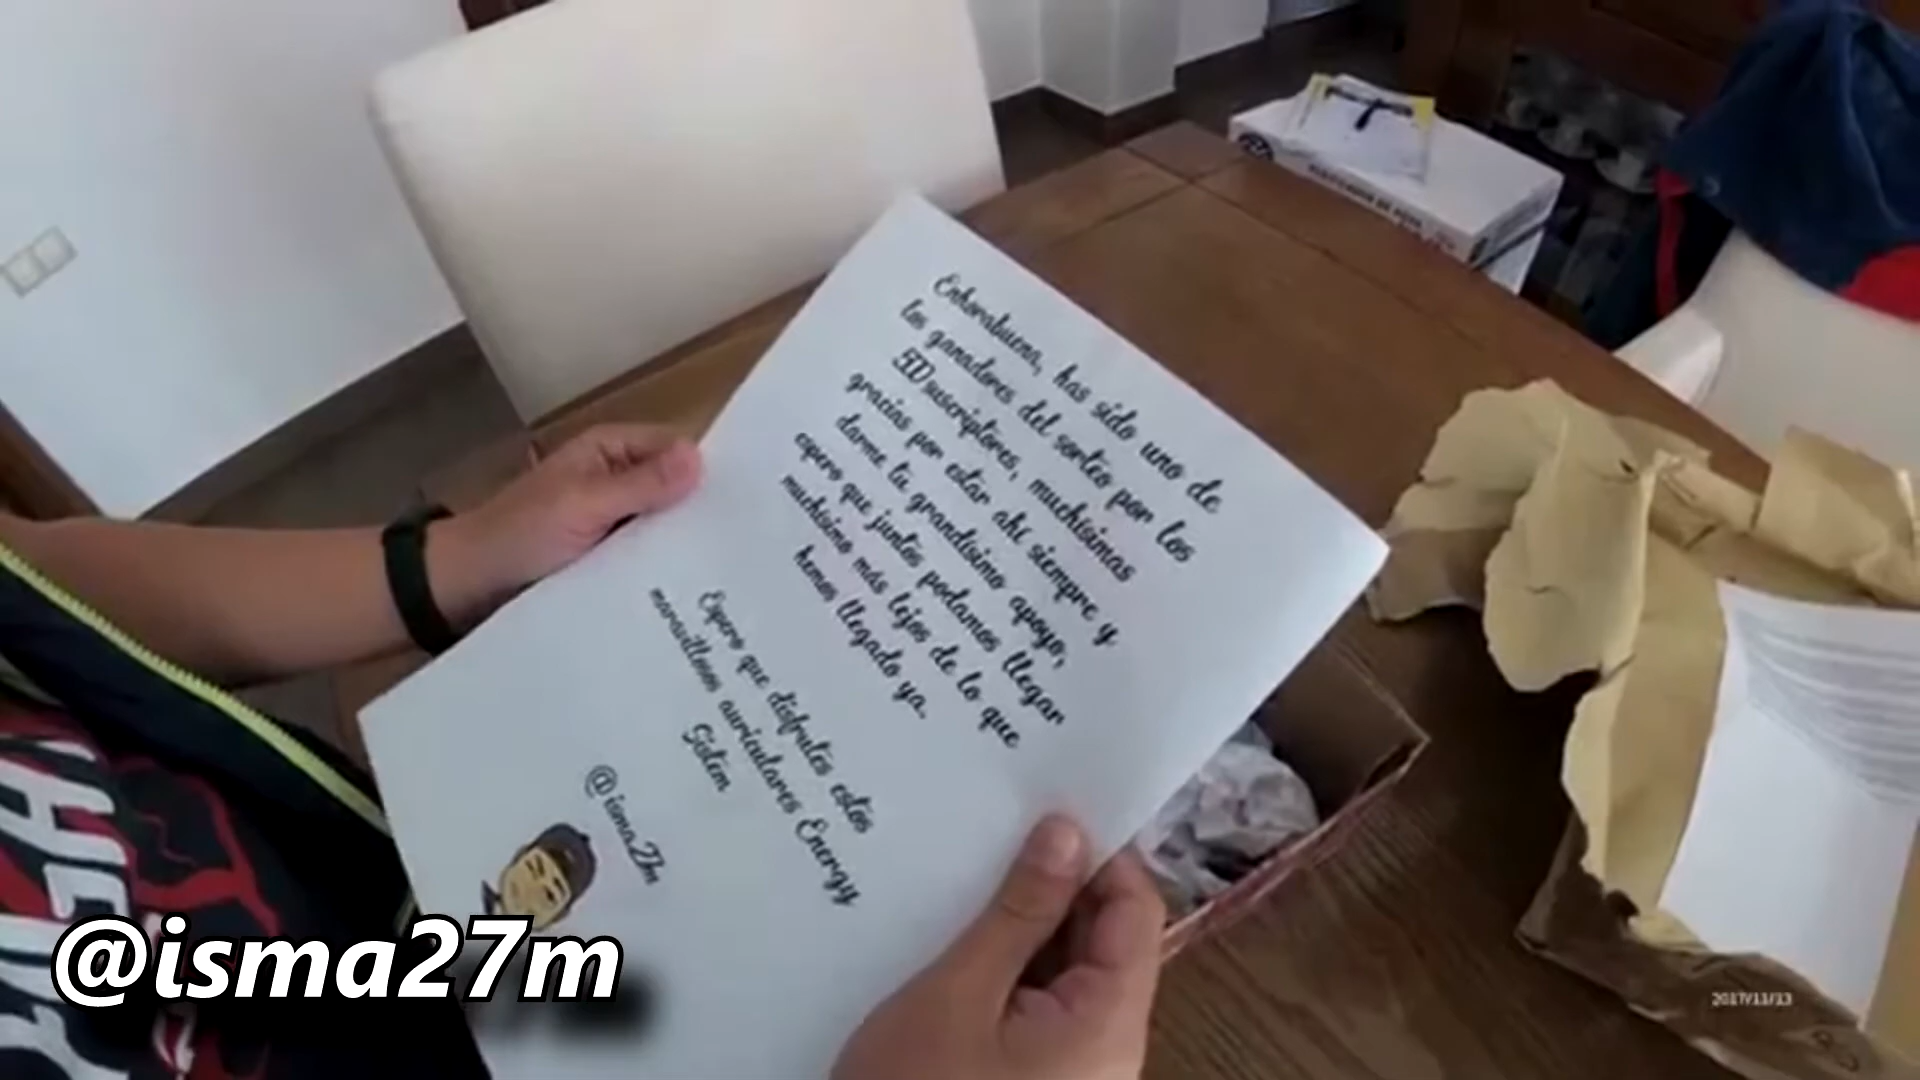 Enhorabuena, has sido uno de
los ganadores del sorteo por los
500 suscriptores, muchísimas
gracias por estar ahí siempre y
darme tu grandísimo apoyo,
espero que juntos podamos llegar
muchísimo más lejos de lo que
hemos llegado ya.
Espero que disfrutes estos
maravillosos auriculares Energy
Sistem
@isma27m
@isma27m
2017/11/13